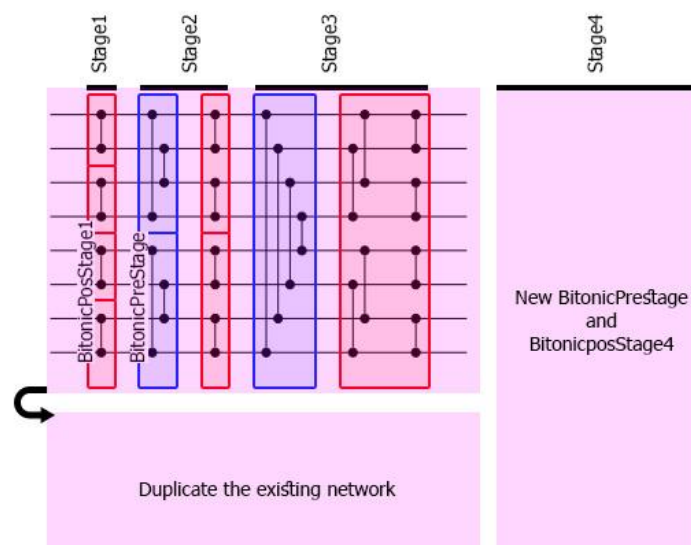 Stage1
Stage2
Stage3
Stage4
BitonicPosStage1
BitonicPreStage
New BitonicPrestage
and
BitonicposStage4
Duplicate the existing network